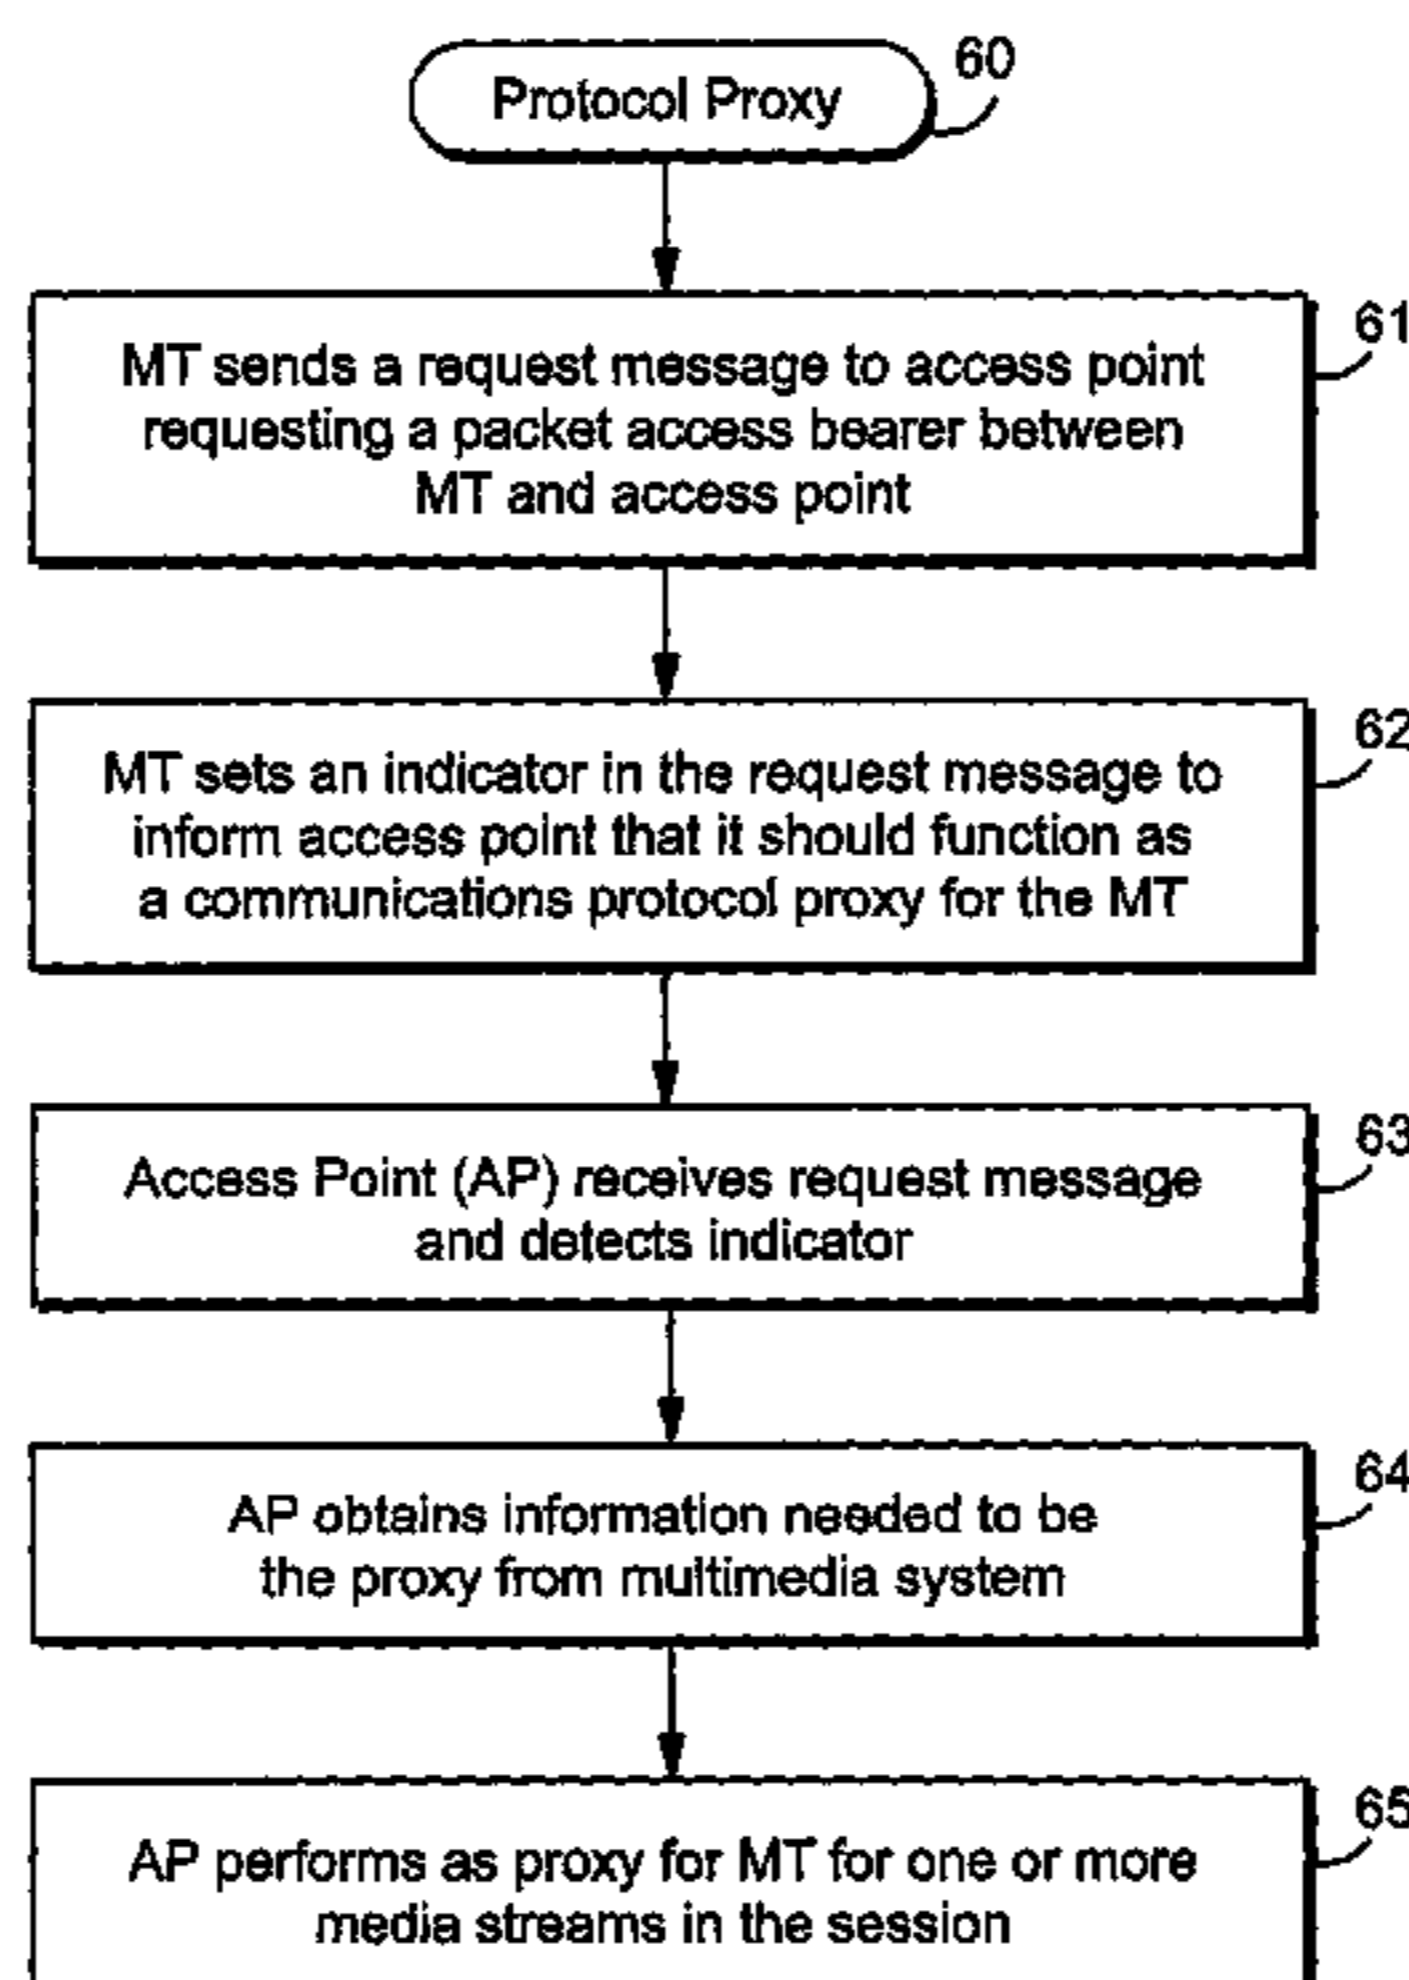 Protocol Proxy
60
MT sends a request message to access point
requesting a packet access bearer between
MT and access point
61
MT sets an indicator in the request message to
inform access point that it should function as
a communications protocol proxy for the MT
62
Access Point (AP) receives request message
and detects indicator
63
AP obtains information needed to be
the proxy from multimedia system
64
AP performs as proxy for MT for one or more
media streams in the session
65